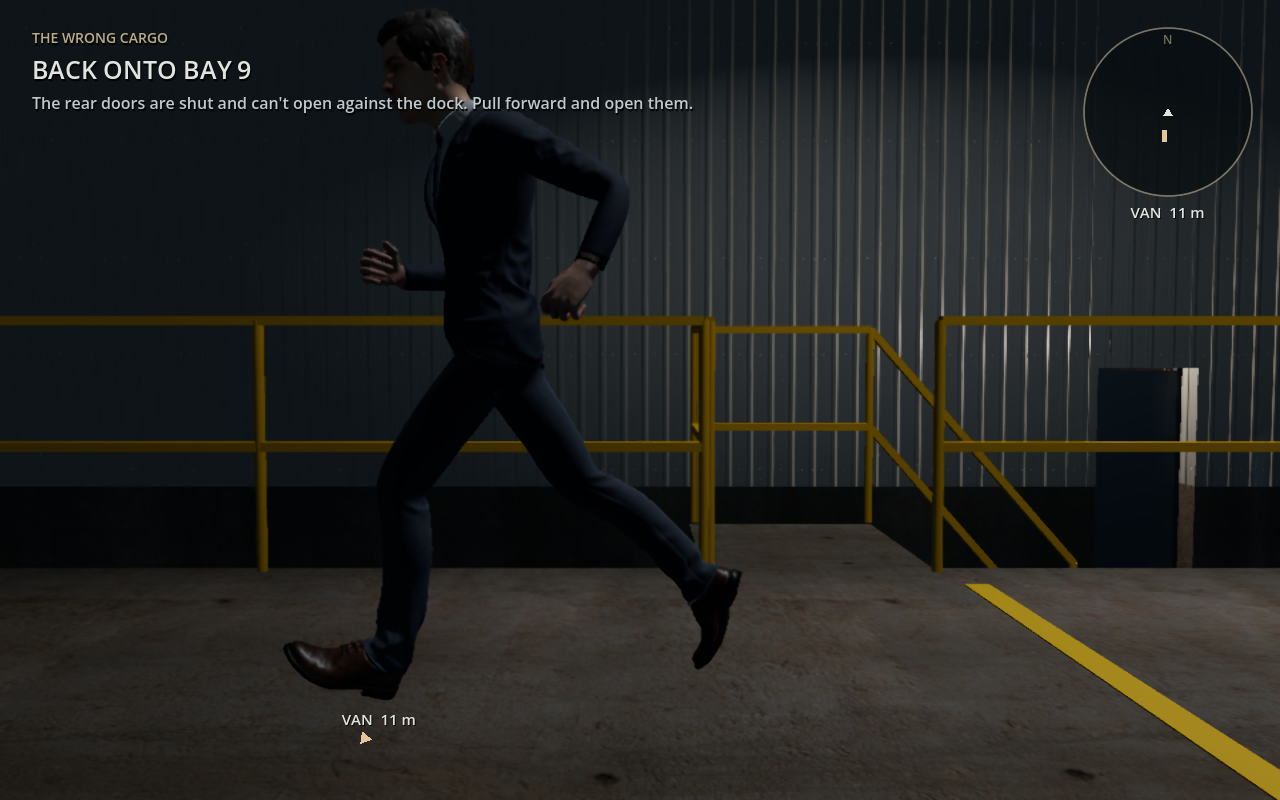 THE WRONG CARGO
BACK ONTO BAY 9
The rear doors are shut and can't open against the dock. Pull forward and open them.
N
VAN 11 m
VAN 11 m